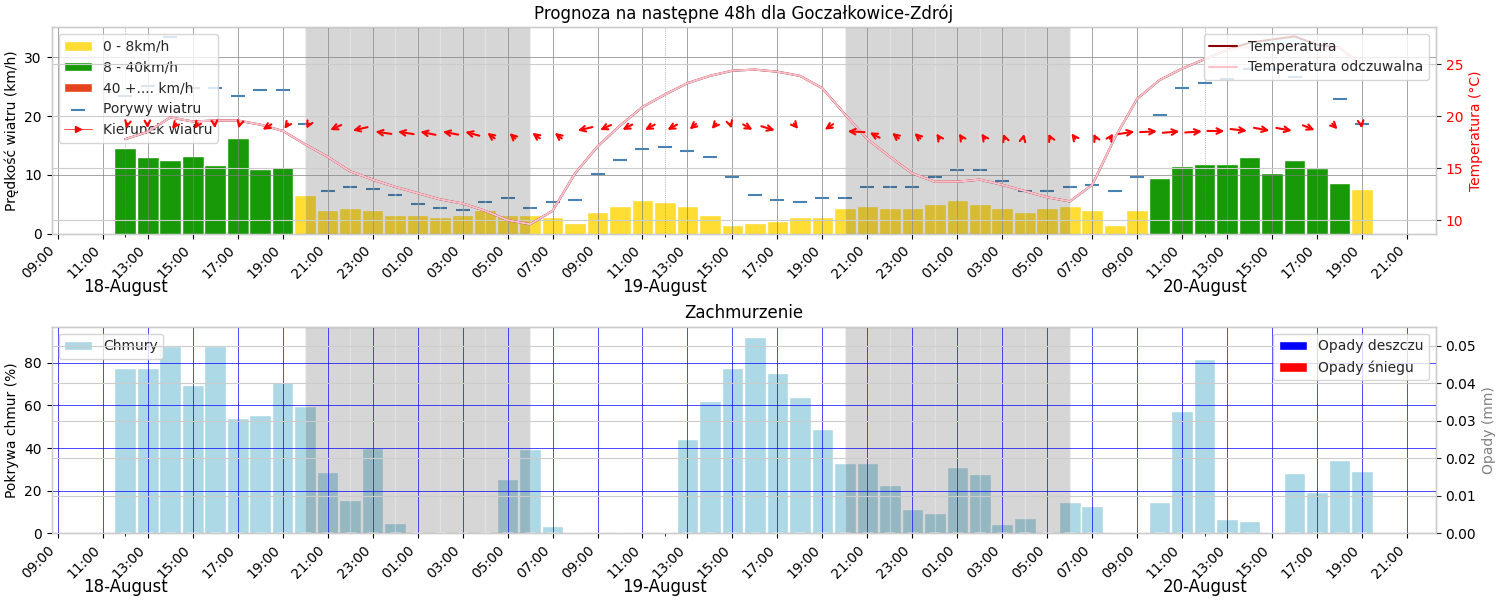 Prognoza na następne 48h dla Goczałkowice-Zdrój
Prędkość wiatru (km/h)
30
20
10
0
0 - 8km/h
8 - 40km/h
40 +.... km/h
Porywy wiatru
Kierunek wiatru
Temperatura
Temperatura odczuwalna
25
20
15
10
Temperatura (°C)
09:00 11:00 13:00 15:00 17:00 19:00 21:00 23:00 01:00 03:00 05:00 07:00 09:00 11:00 13:00 15:00 17:00 19:00 21:00 23:00 01:00 03:00 05:00 07:00 09:00 11:00 13:00 15:00 17:00 19:00 21:00
18-August 19-August 20-August
Zachmurzenie
Pokrywa chmur (%)
80
60
40
20
0
Chmury
Opady deszczu
Opady śniegu
0.05
0.04
0.03
0.02
0.01
0.00
Opady (mm)
09:00 11:00 13:00 15:00 17:00 19:00 21:00 23:00 01:00 03:00 05:00 07:00 09:00 11:00 13:00 15:00 17:00 19:00 21:00 23:00 01:00 03:00 05:00 07:00 09:00 11:00 13:00 15:00 17:00 19:00 21:00
18-August 19-August 20-August